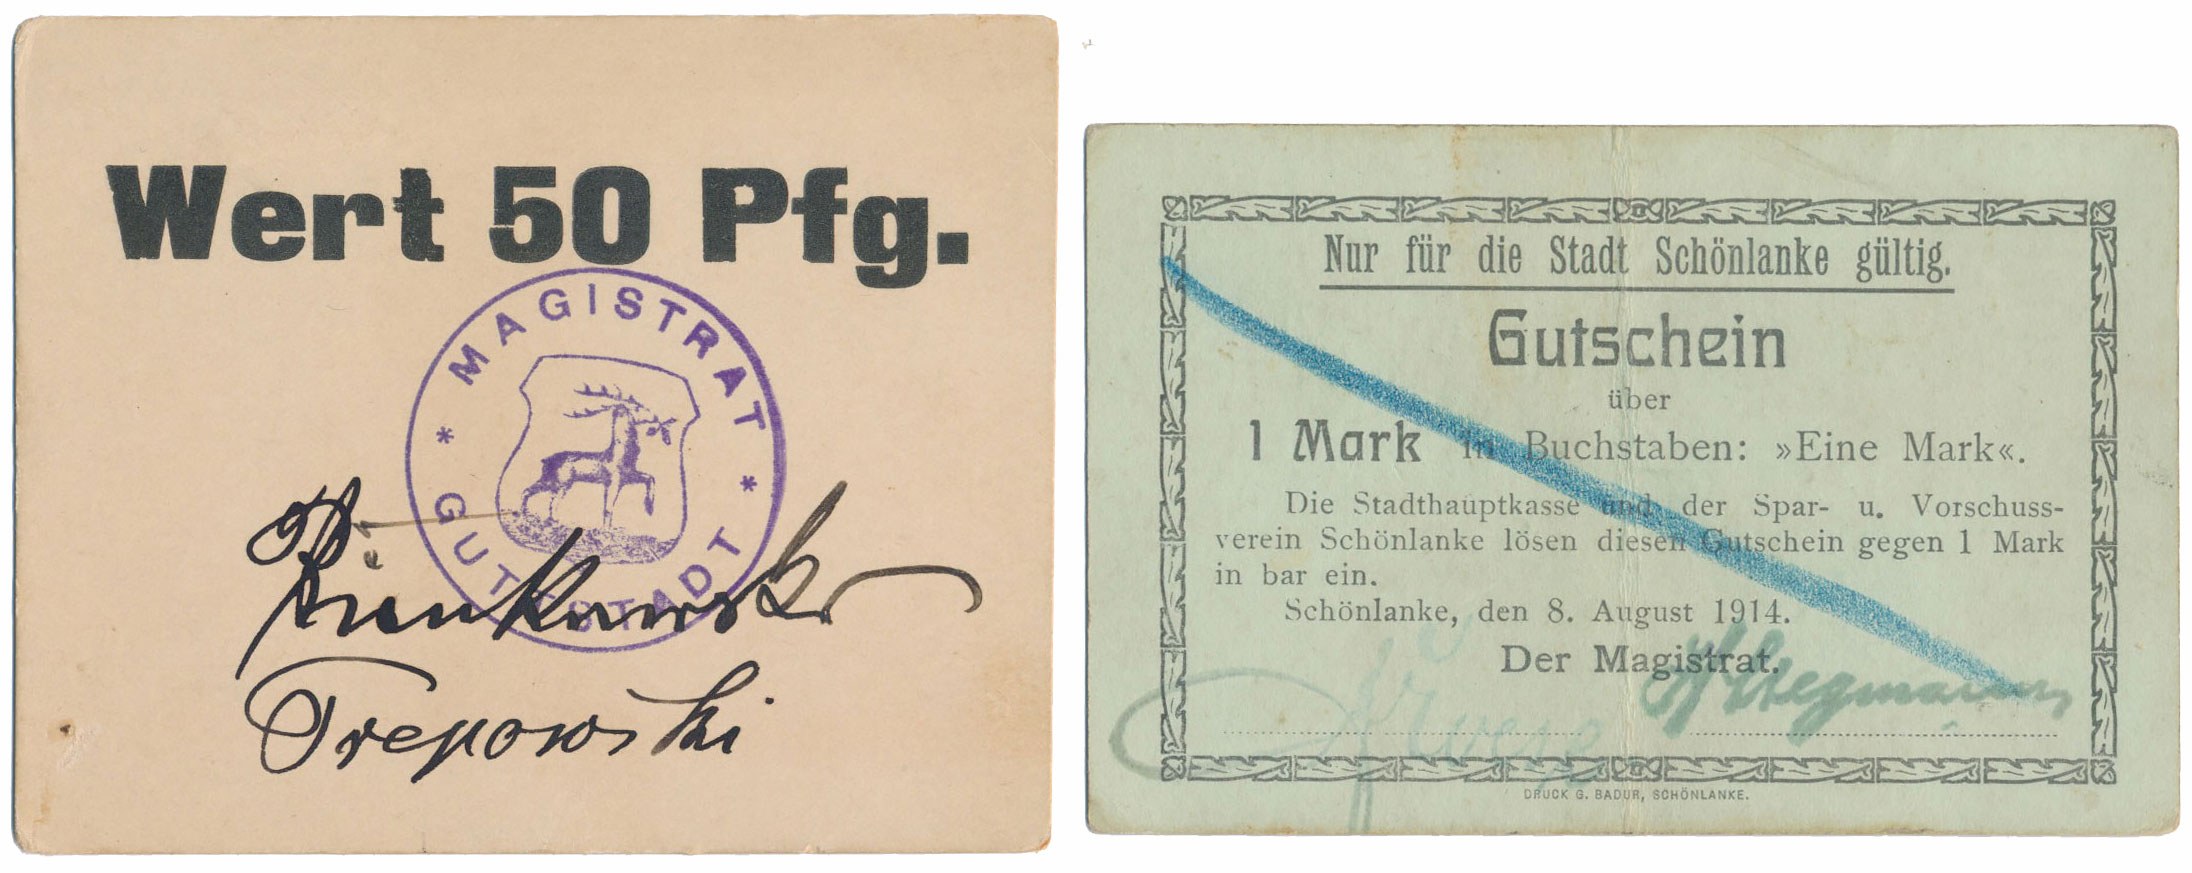 Wert 50 Pfg.
* MAGISTRAT *
GUTTSTADT
Trepowski
Nur für die Stadt Schönlanke gültig.
Gutschein
über
1 Mark in Buchstaben: »Eine Mark«.
Die Stadthauptkasse und der Spar- u. Vorschuss-
verein Schönlanke lösen diesen Gutschein gegen 1 Mark
in bar ein.
Schönlanke, den 8. August 1914.
Der Magistrat.
DRUCK G. BADUR, SCHÖNLANKE.